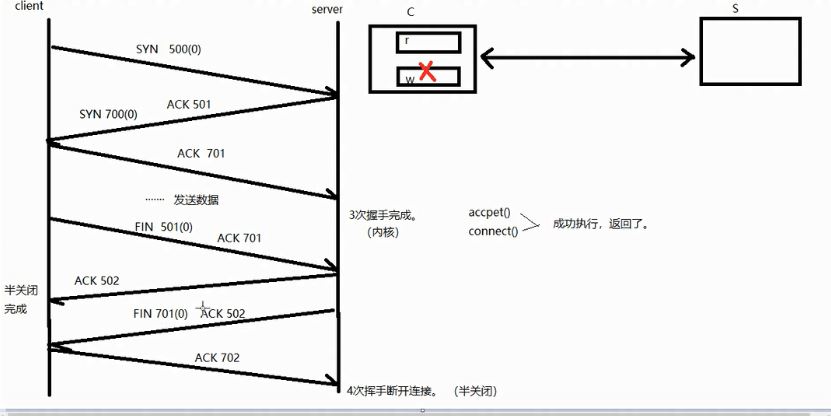 client
server
C
S
r
w
SYN 500(0)
ACK 501
SYN 700(0)
ACK 701
...... 发送数据
3次握手完成。
(内核)
accpet()
connect()
成功执行，返回了。
FIN 501(0)
ACK 701
ACK 502
半关闭
完成
FIN 701(0) ACK 502
ACK 702
4次挥手断开连接。 (半关闭)